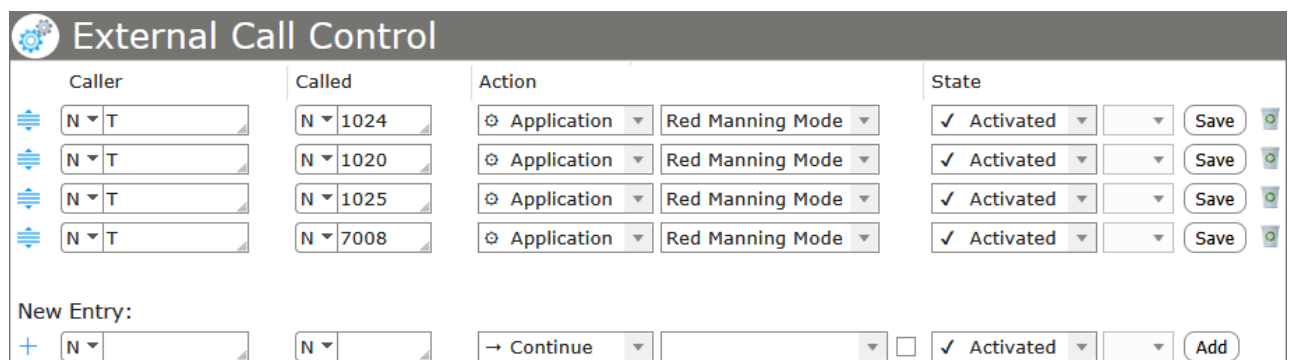 External Call Control
Caller Called Action State
N T N 1024 Application Red Manning Mode ✓ Activated Save
N T N 1020 Application Red Manning Mode ✓ Activated Save
N T N 1025 Application Red Manning Mode ✓ Activated Save
N T N 7008 Application Red Manning Mode ✓ Activated Save
New Entry:
+ N N → Continue ✓ Activated Add